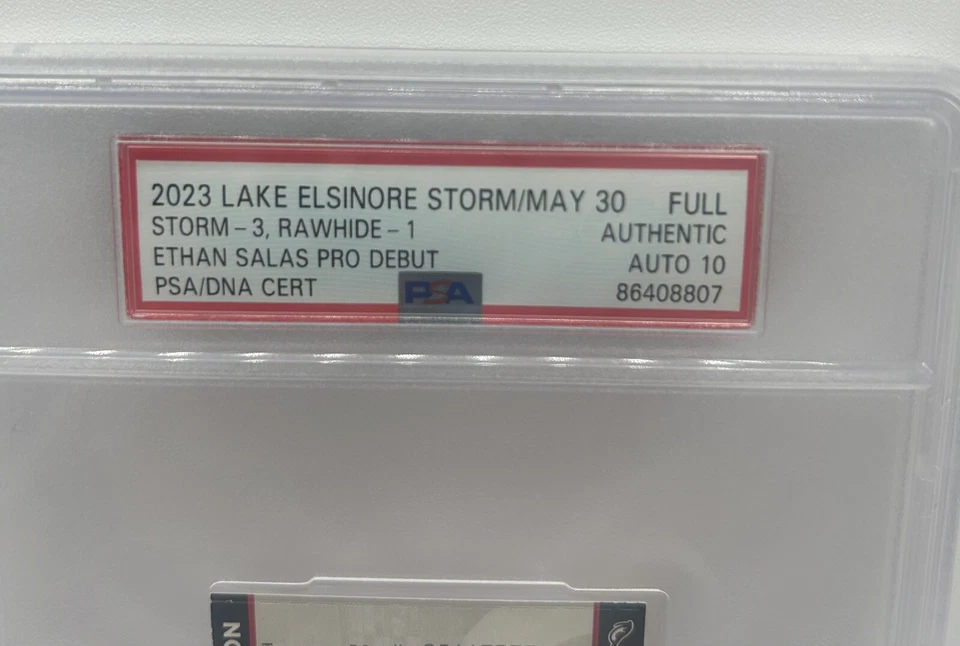 2023 LAKE ELSINORE STORM/MAY 30 FULL
STORM – 3, RAWHIDE – 1 AUTHENTIC
ETHAN SALAS PRO DEBUT AUTO 10
PSA/DNA CERT PSA 86408807
ON